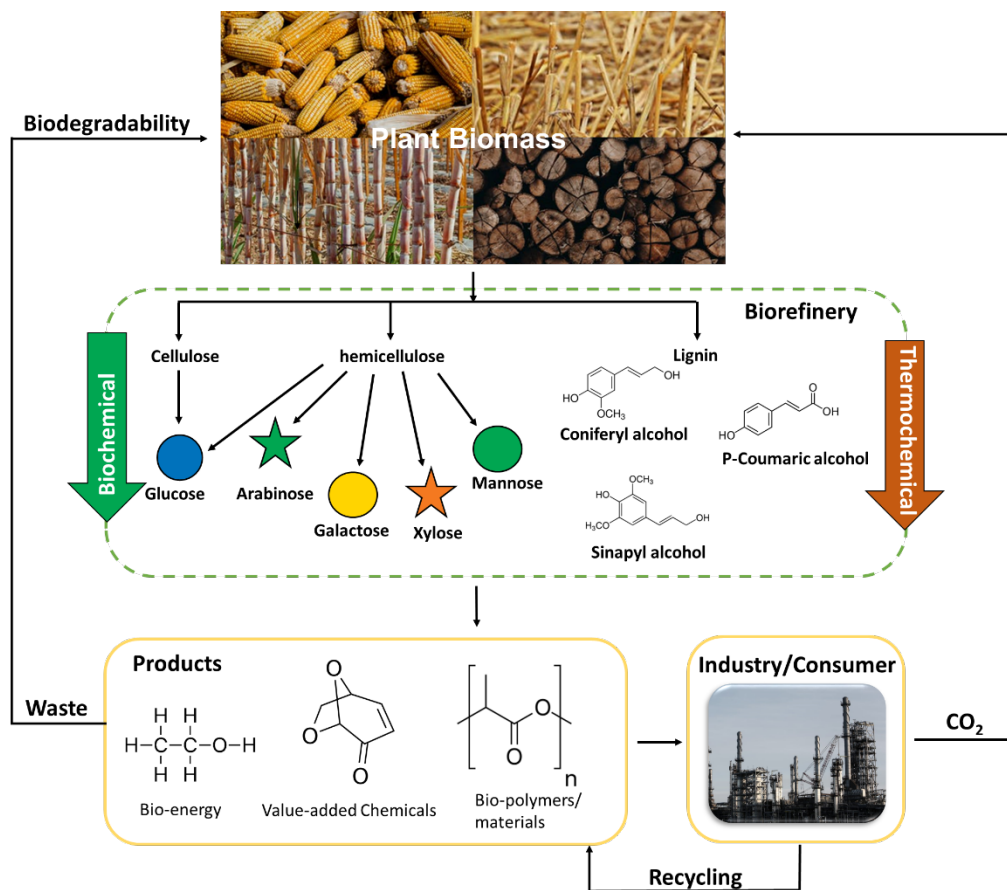 Biodegradability
Plant Biomass
Biorefinery
Biochemical
Thermochemical
Cellulose
hemicellulose
Lignin
OH
HO
OCH₃
Coniferyl alcohol
O
OH
HO
P-Coumaric alcohol
Glucose
Arabinose
Galactose
Xylose
Mannose
OCH₃
HO
OH
H₃CO
Sinapyl alcohol
Products
H H
H C C O H
H H
Bio-energy
O
O
O
Value-added Chemicals
O
O
n
Bio-polymers/
materials
Industry/Consumer
Waste
CO₂
Recycling